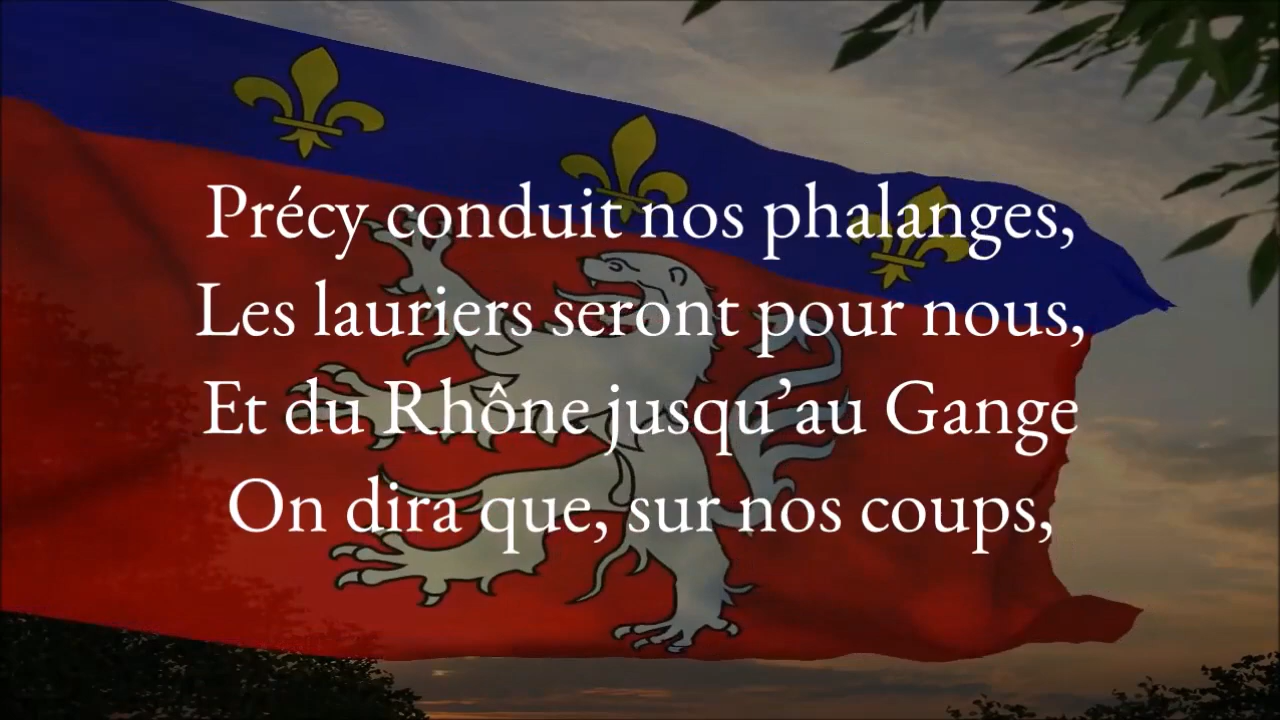 Précy conduit nos phalanges,
Les lauriers seront pour nous,
Et du Rhône jusqu’au Gange
On dira que, sur nos coups,